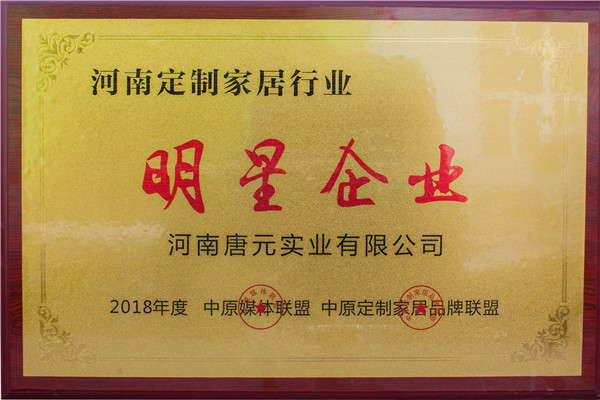 河南定制家居行业
明星企业
河南唐元实业有限公司
2018年度 中原媒体联盟 中原定制家居品牌联盟